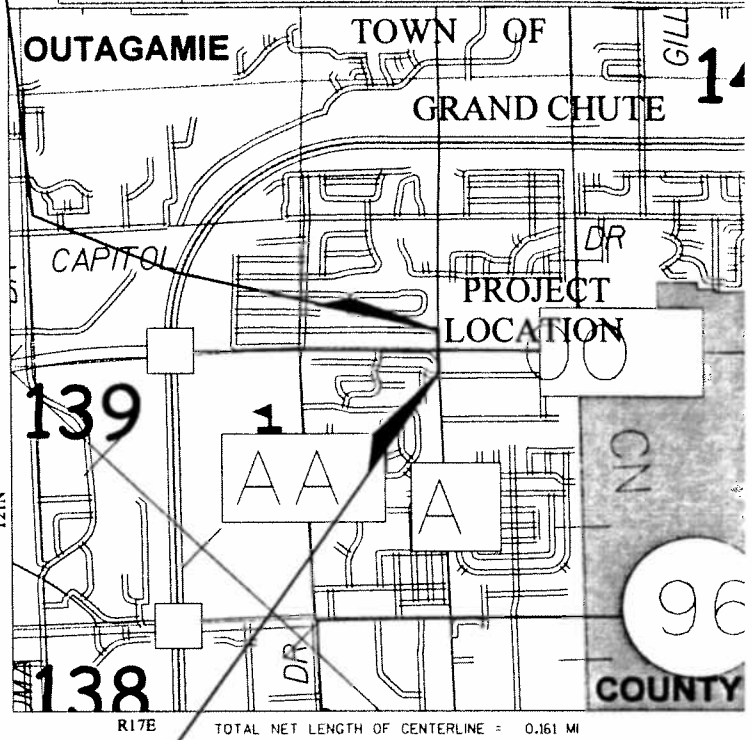 TOWN OF
OUTAGAMIE
GILL
14
GRAND CHUTE
DR
CAPITOL
PROJECT
LOCATION
OO
139
1
AA
A
CN
96
DR
138
COUNTY
R17E
TOTAL NET LENGTH OF CENTERLINE = 0.161 MI